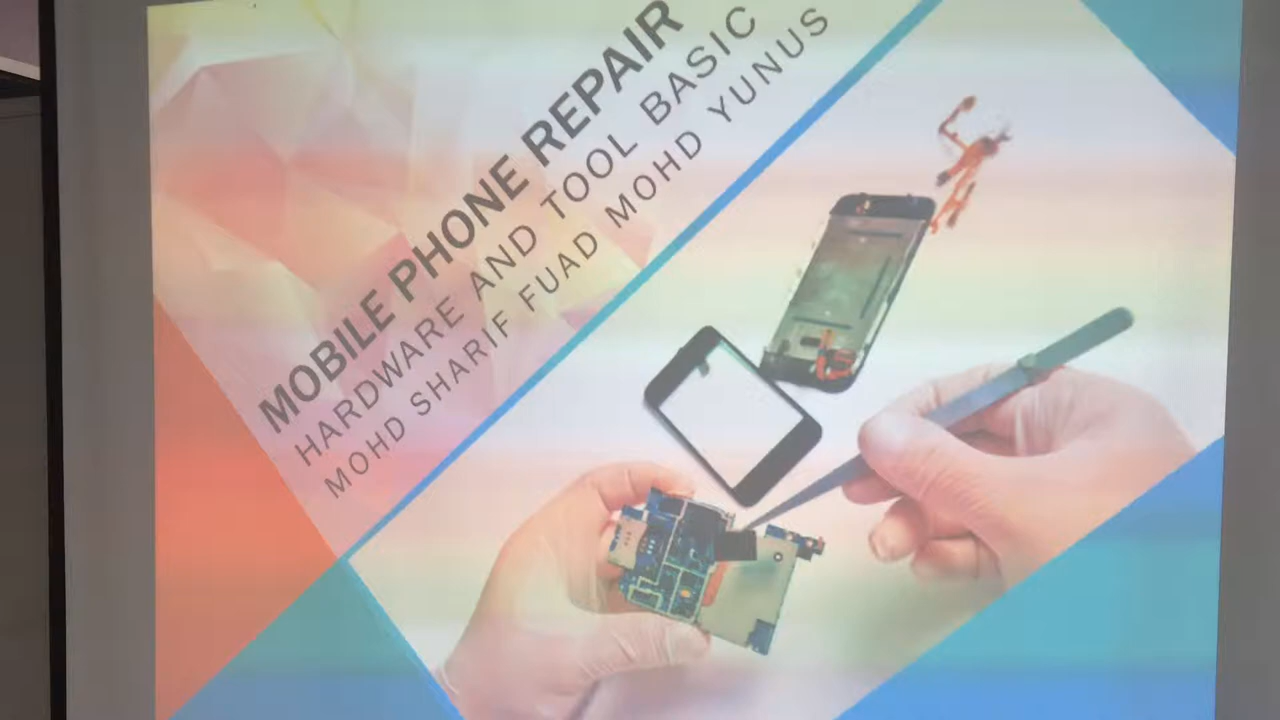 MOBILE PHONE REPAIR
HARDWARE AND TOOL BASIC
MOHD SHARIF FUAD MOHD YUNUS